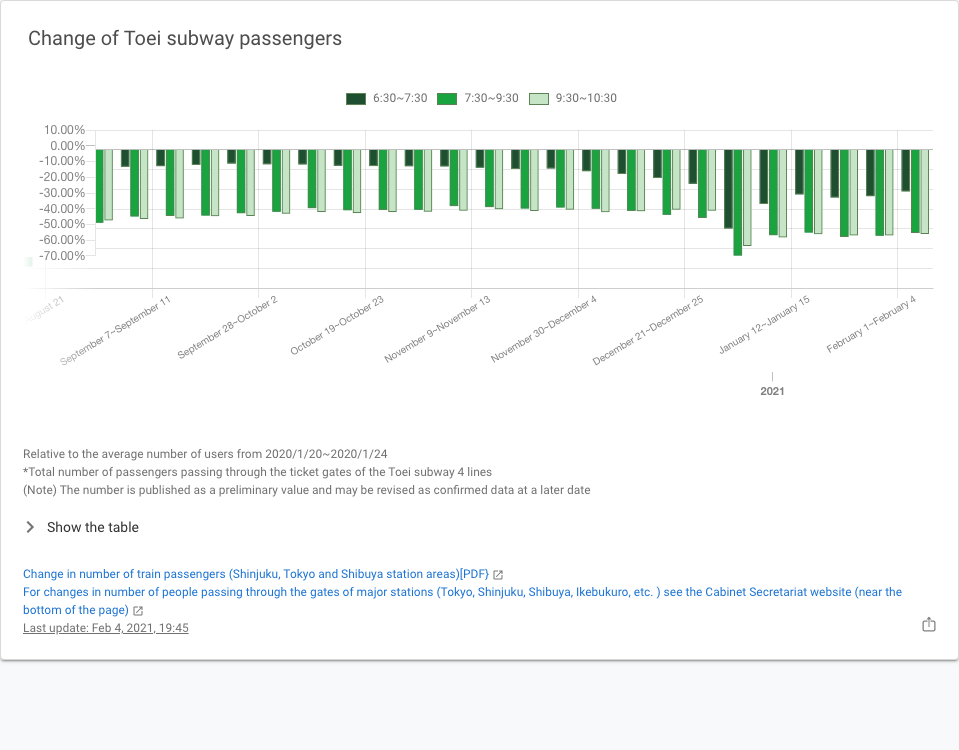 Change of Toei subway passengers
6:30~7:30 7:30~9:30 9:30~10:30
10.00%
0.00%
-10.00%
-20.00%
-30.00%
-40.00%
-50.00%
-60.00%
-70.00%
21
September 7~September 11
September 28~October 2
October 19~October 23
November 9~November 13
November 30~December 4
December 21~December 25
January 12~January 15
February 1~February 4
2021
Relative to the average number of users from 2020/1/20~2020/1/24
*Total number of passengers passing through the ticket gates of the Toei subway 4 lines
(Note) The number is published as a preliminary value and may be revised as confirmed data at a later date
Show the table
Change in number of train passengers (Shinjuku, Tokyo and Shibuya station areas)[PDF}
For changes in number of people passing through the gates of major stations (Tokyo, Shinjuku, Shibuya, Ikebukuro, etc. ) see the Cabinet Secretariat website (near the
bottom of the page)
Last update: Feb 4, 2021, 19:45